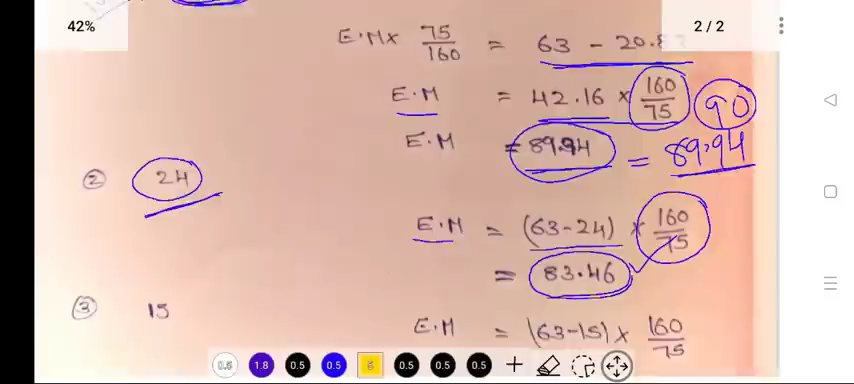 42%
2 / 2
E.M × 75/160 = 63 - 20.8
E.M = 42.16 × 160/75 90
E.M = 89.94 = 89.94
② 24
E.M = (63-24) × 160/75
= 83.46
③ 15
E.M = (63-15) × 160/75
0.5 1.8 0.5 0.5 5 0.5 0.5 0.5